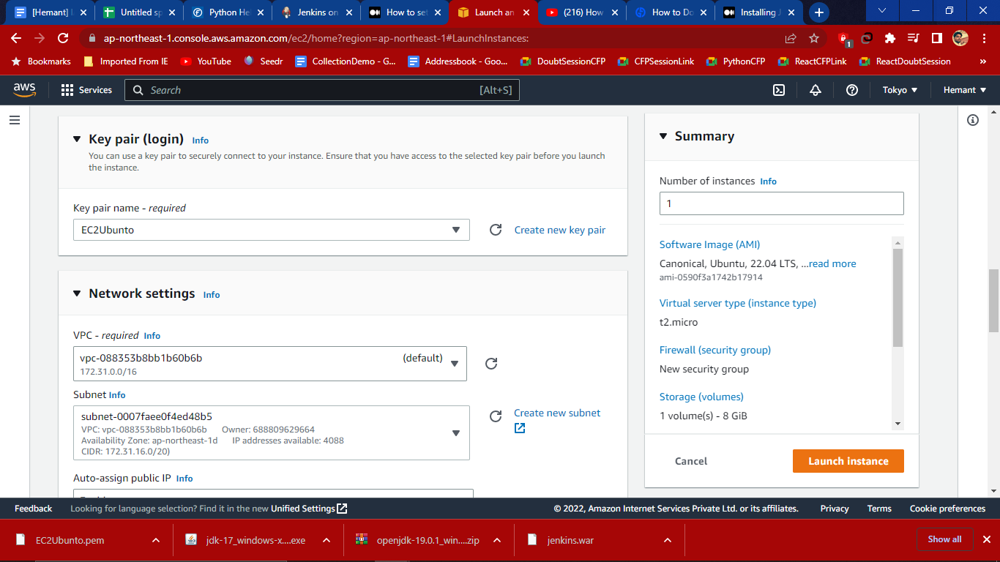 [Hemant] I
Untitled sp
Python He
Jenkins on
How to set
Launch an
(216) How
How to Do
Installing J
ap-northeast-1.console.aws.amazon.com/ec2/home?region=ap-northeast-1#LaunchInstances:
1
Bookmarks
Imported From IE
YouTube
Seedr
CollectionDemo - G...
Addressbook - Goo...
DoubtSessionCFP
CFPSessionLink
PythonCFP
ReactCFPLink
ReactDoubtSession
»
aws
Services
Search
[Alt+S]
Tokyo
Hemant
Key pair (login) Info
You can use a key pair to securely connect to your instance. Ensure that you have access to the selected key pair before you launch
the instance.
Key pair name - required
EC2Ubunto
Create new key pair
Network settings Info
VPC - required Info
vpc-088353b8bb1b60b6b (default)
172.31.0.0/16
Subnet Info
subnet-0007faee0f4ed48b5
VPC: vpc-088353b8bb1b60b6b Owner: 688809629664
Availability Zone: ap-northeast-1d IP addresses available: 4088
CIDR: 172.31.16.0/20)
Create new subnet
Auto-assign public IP Info
Summary
Number of instances Info
1
Software Image (AMI)
Canonical, Ubuntu, 22.04 LTS, ...read more
ami-0590f3a1742b17914
Virtual server type (instance type)
t2.micro
Firewall (security group)
New security group
Storage (volumes)
1 volume(s) - 8 GiB
Cancel
Launch instance
Feedback
Looking for language selection? Find it in the new Unified Settings
© 2022, Amazon Internet Services Private Ltd. or its affiliates.
Privacy
Terms
Cookie preferences
EC2Ubunto.pem
jdk-17_windows-x....exe
openjdk-19.0.1_win....zip
jenkins.war
Show all